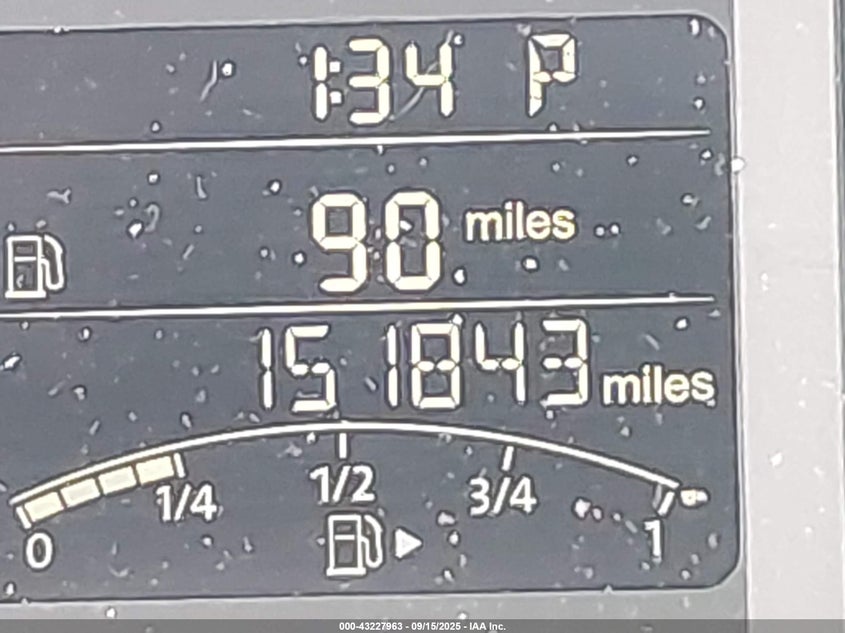 1:34 P
90 miles
151843 miles
0 1/4 1/2 3/4 1
000-43227963 - 09/15/2025 - IAA Inc.